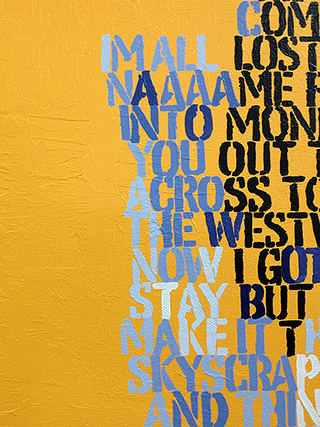 COM
IM ALL LOST
NAAAAME
INTO MON
YOU OUT
ACROSS TO
THE WEST
NOW I GOT
STAY BUT
MAKE IT
SKYSCRAP
AND THIN